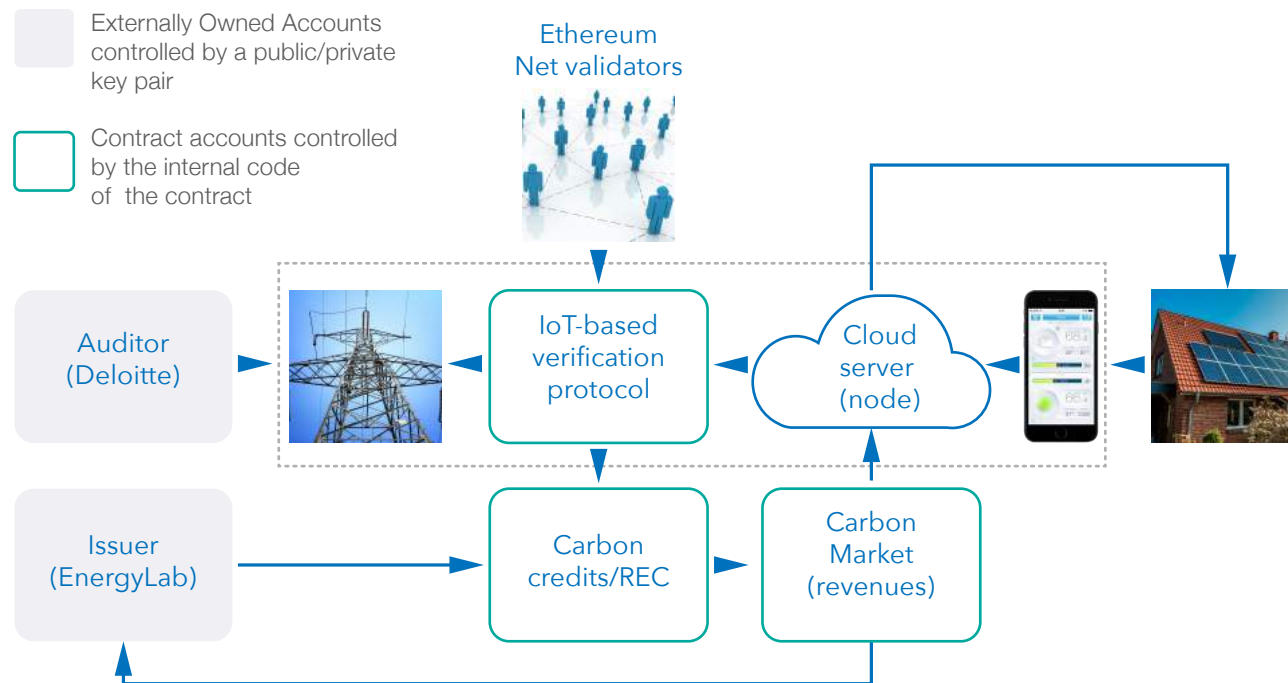 Externally Owned Accounts
controlled by a public/private
key pair
Contract accounts controlled
by the internal code
of the contract
Ethereum
Net validators
Auditor
(Deloitte)
IoT-based
verification
protocol
Cloud
server
(node)
Issuer
(EnergyLab)
Carbon
credits/REC
Carbon
Market
(revenues)